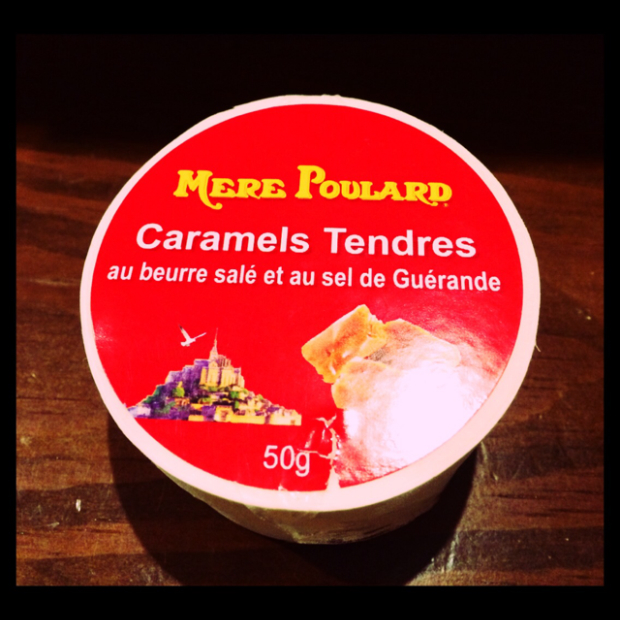 MERE POULARD
Caramels Tendres
au beurre salé et au sel de Guérande
50g